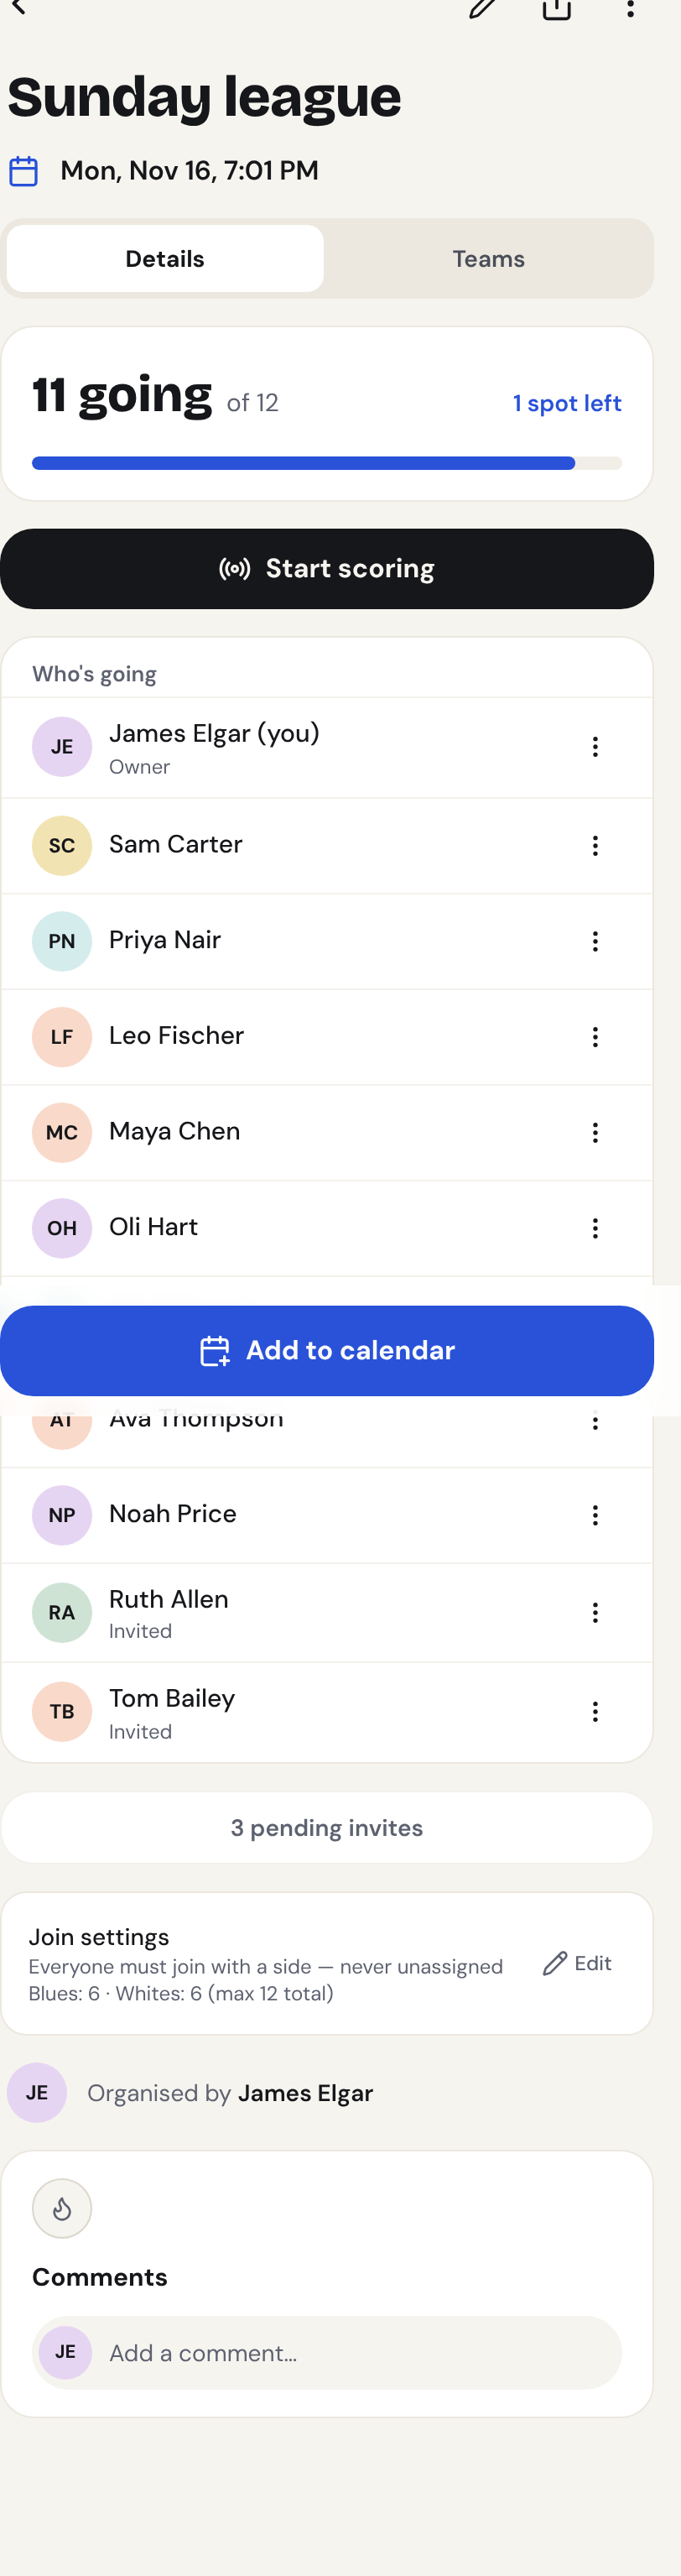 Sunday league
Mon, Nov 16, 7:01 PM
Details
Teams
11 going of 12
1 spot left
Start scoring
Who's going
JE
James Elgar (you)
Owner
SC
Sam Carter
PN
Priya Nair
LF
Leo Fischer
MC
Maya Chen
OH
Oli Hart
Add to calendar
AT
Ava Thompson
NP
Noah Price
RA
Ruth Allen
Invited
TB
Tom Bailey
Invited
3 pending invites
Join settings
Everyone must join with a side — never unassigned
Blues: 6 · Whites: 6 (max 12 total)
Edit
JE
Organised by James Elgar
Comments
JE
Add a comment...